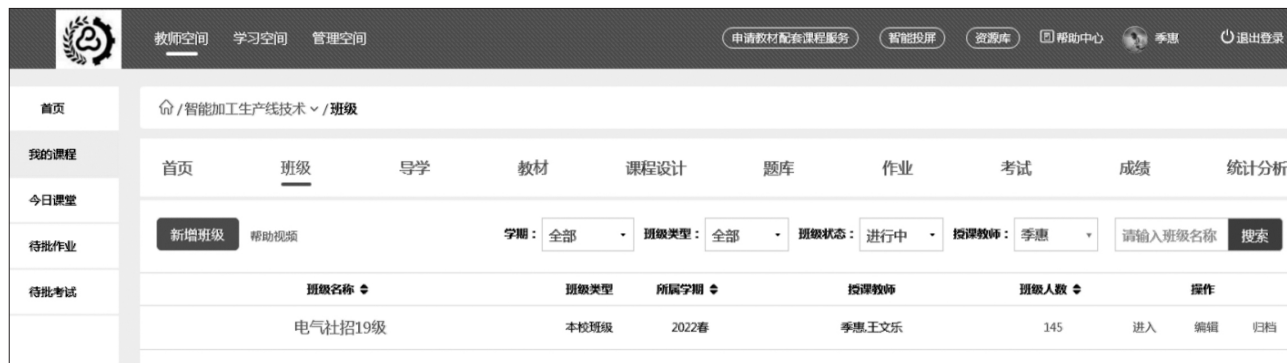 教师空间 学习空间 管理空间 申请教材配套课程服务 智能投屏 资源库 帮助中心 季惠 退出登录
首页
我的课程
今日课堂
待批作业
待批考试
/智能加工生产线技术 /班级
首页 班级 导学 教材 课程设计 题库 作业 考试 成绩 统计分析
新增班级 帮助视频 学期： 全部 班级类型： 全部 班级状态： 进行中 授课教师： 季惠 请输入班级名称 搜索
班级名称 班级类型 所属学期 授课教师 班级人数 操作
电气社招19级 本校班级 2022春 季惠,王文乐 145 进入 编辑 归档